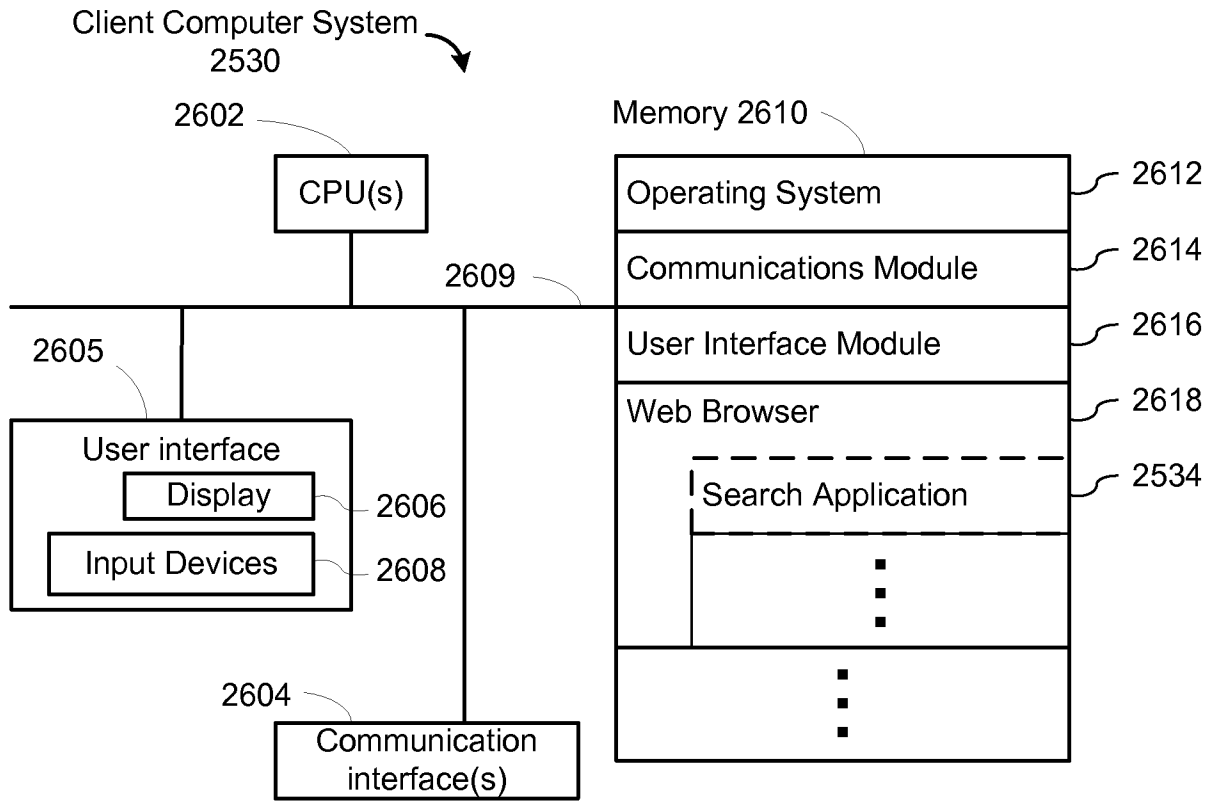 Client Computer System
2530
2602
Memory 2610
CPU(s)
Operating System
2612
Communications Module
2614
2609
User Interface Module
2616
2605
Web Browser
2618
User interface
Display
2606
Search Application
2534
Input Devices
2608
2604
Communication
interface(s)